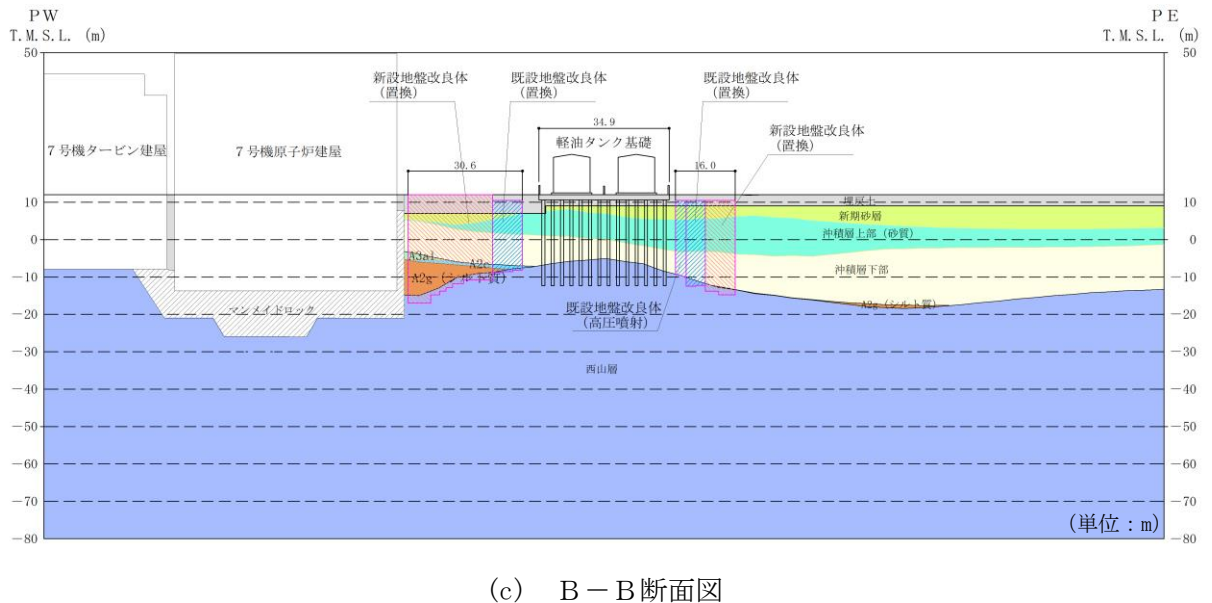 PW
T.M.S.L. (m)
PE
T.M.S.L. (m)
50
50
新設地盤改良体
(置換)
既設地盤改良体
(置換)
既設地盤改良体
(置換)
34.9
軽油タンク基礎
新設地盤改良体
(置換)
7号機タービン建屋
7号機原子炉建屋
30.6
16.0
10
埋戻土
10
新期砂層
沖積層上部(砂質)
0
0
A3a1
A2c
沖積層下部
A2g(シルト質)
-10
-10
既設地盤改良体
(高圧噴射)
A2g(シルト質)
マンメイドロック
-20
-20
-30
-30
西山層
-40
-40
-50
-50
-60
-60
-70
-70
(単位:m)
-80
-80
(c) B-B断面図